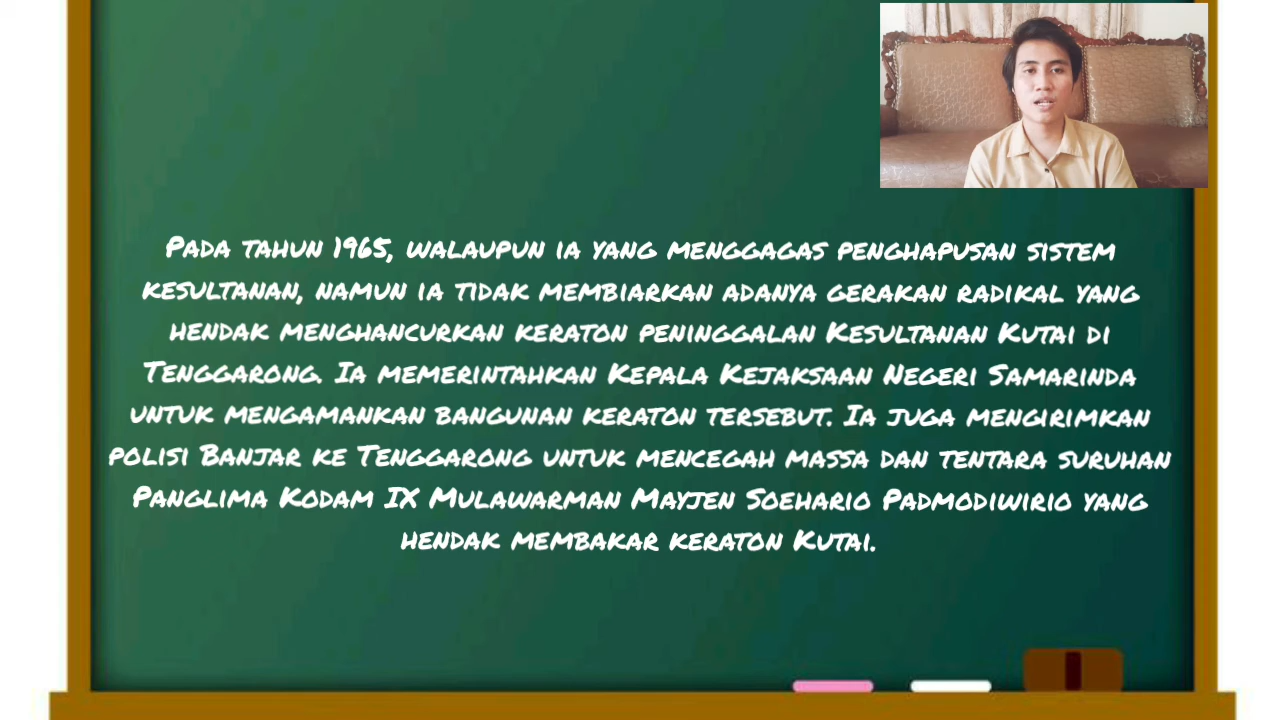 Pada tahun 1965, walaupun ia yang menggagas penghapusan sistem
kesultanan, namun ia tidak membiarkan adanya gerakan radikal yang
hendak menghancurkan keraton peninggalan Kesultanan Kutai di
Tenggarong. Ia memerintahkan Kepala Kejaksaan Negeri Samarinda
untuk mengamankan bangunan keraton tersebut. Ia juga mengirimkan
polisi Banjar ke Tenggarong untuk mencegah massa dan tentara suruhan
Panglima Kodam IX Mulawarman Mayjen Soehario Padmodiwirio yang
hendak membakar keraton Kutai.